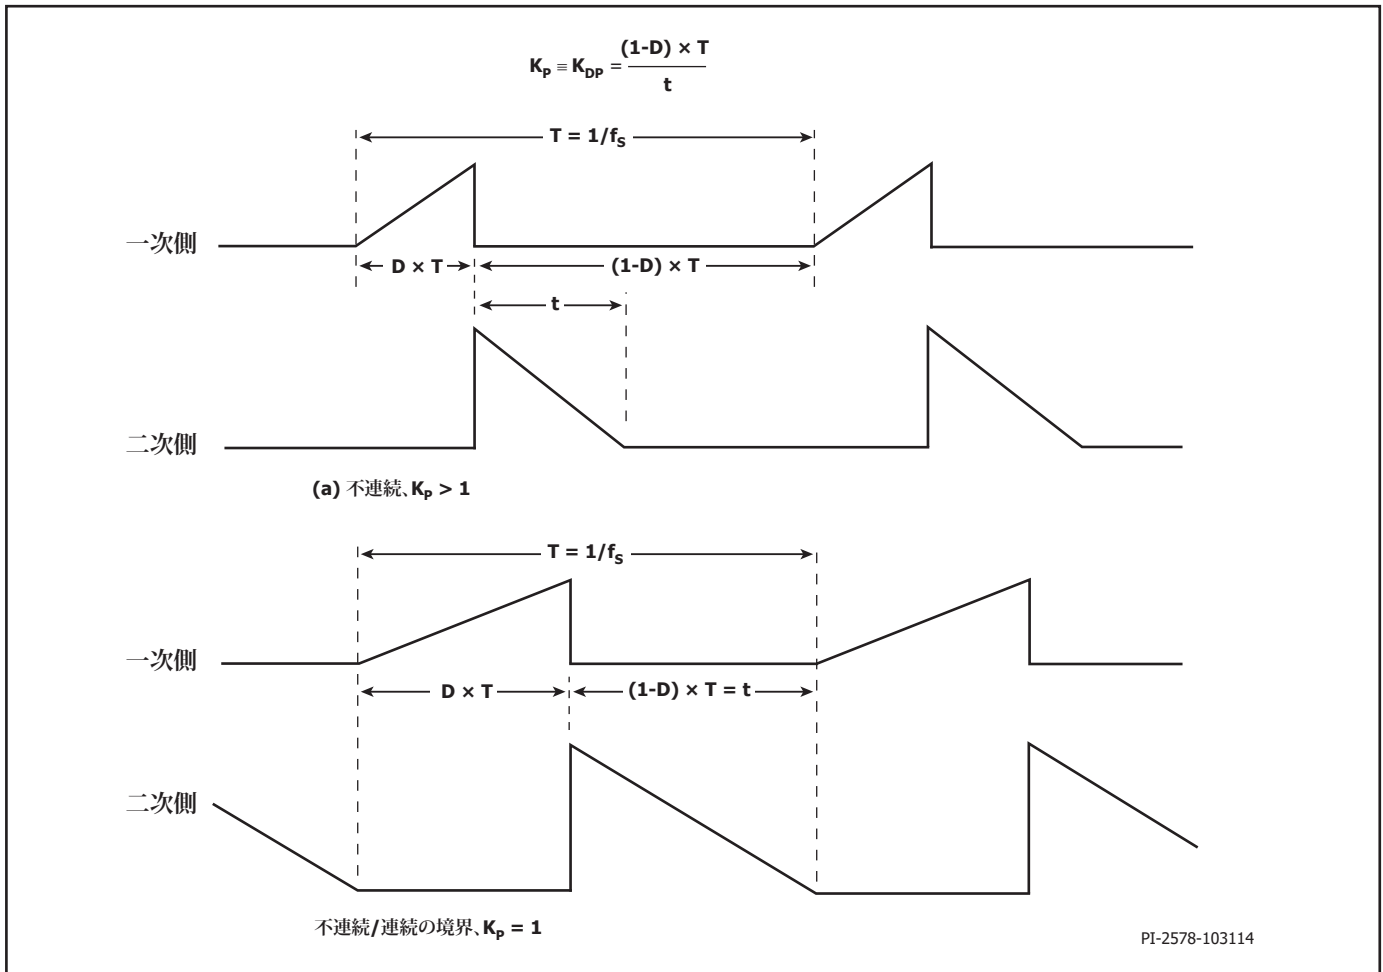 K_P ≡ K_DP = (1-D) × T / t
T = 1/f_S
一次側
D × T
(1-D) × T
t
二次側
(a) 不連続、K_P > 1
T = 1/f_S
一次側
D × T
(1-D) × T = t
二次側
不連続/連続の境界、K_P = 1
PI-2578-103114